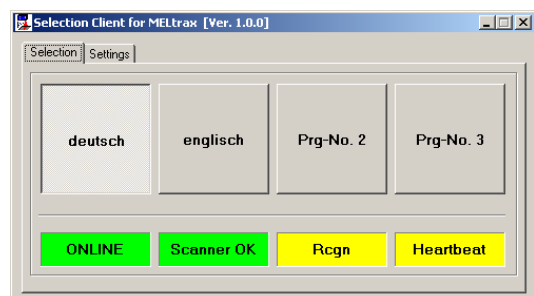 Selection Client for MELtrax [Ver. 1.0.0]
Selection Settings
deutsch englisch Prg-No. 2 Prg-No. 3
ONLINE Scanner OK Rcgn Heartbeat